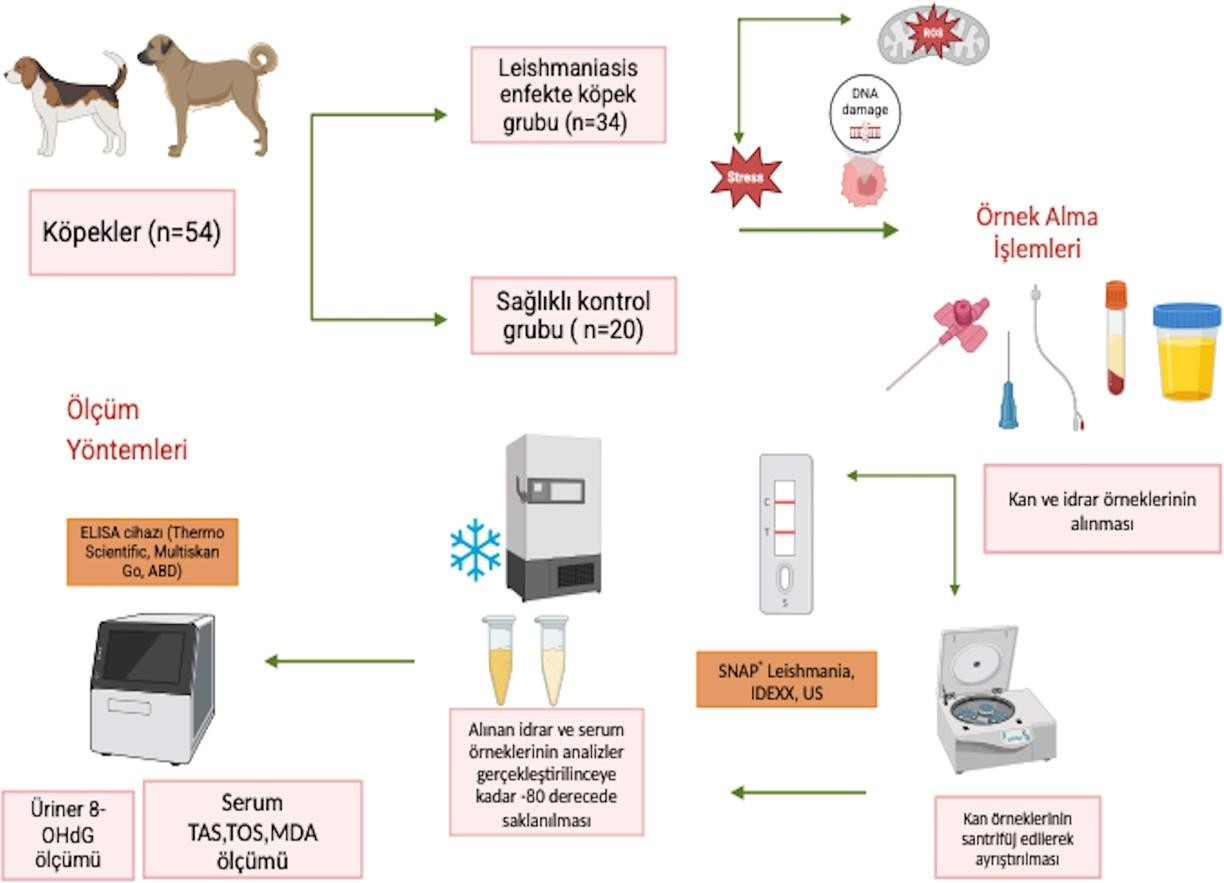 Köpekler (n=54)
Leishmaniasis
enfekte köpek
grubu (n=34)
Sağlıklı kontrol
grubu ( n=20)
ROS
DNA
damage
Stress
Örnek Alma
İşlemleri
Kan ve idrar örneklerinin
alınması
C
T
S
SNAP* Leishmania,
IDEXX, US
Kan örneklerinin
santrifüj edilerek
ayrıştırılması
Alınan idrar ve serum
örneklerinin analizler
gerçekleştirilinceye
kadar -80 derecede
saklanılması
Ölçüm
Yöntemleri
ELISA cihazı (Thermo
Scientific, Multiskan
Go, ABD)
Üriner 8-
OHdG
ölçümü
Serum
TAS,TOS,MDA
ölçümü